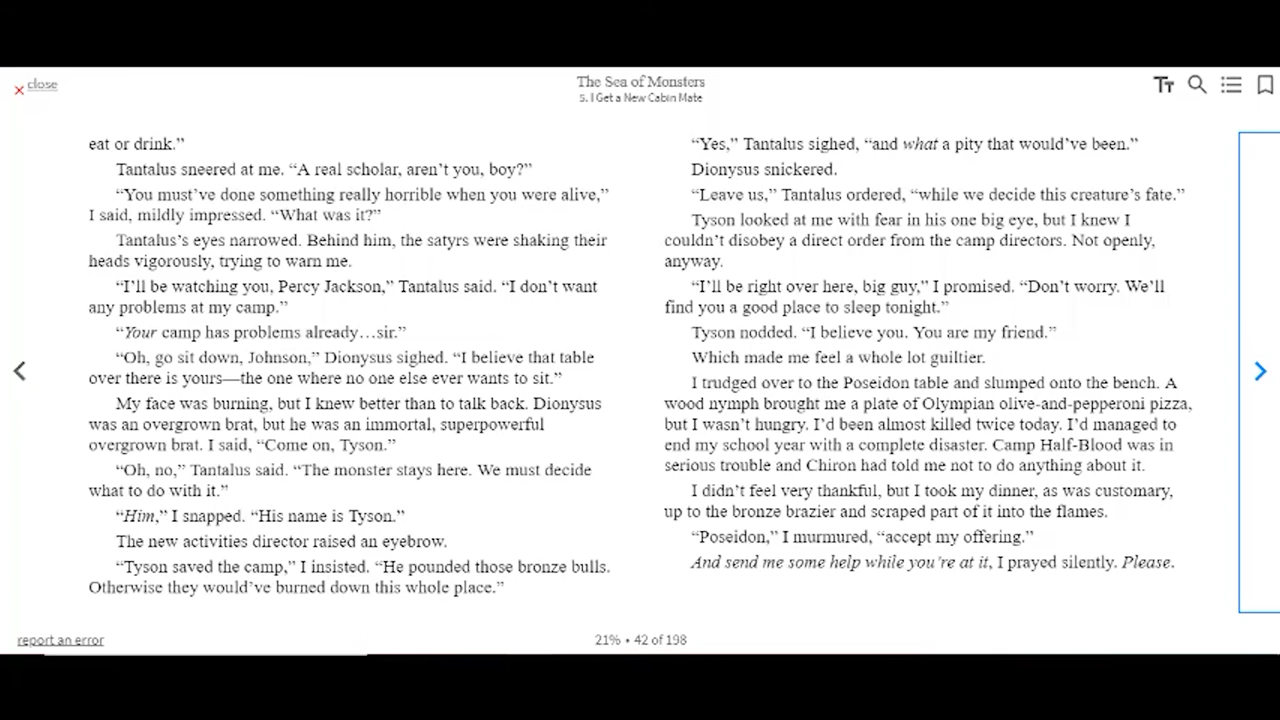 close
The Sea of Monsters
5. I Get a New Cabin Mate
eat or drink.”
Tantalus sneered at me. “A real scholar, aren’t you, boy?”
“You must’ve done something really horrible when you were alive,”
I said, mildly impressed. “What was it?”
Tantalus’s eyes narrowed. Behind him, the satyrs were shaking their
heads vigorously, trying to warn me.
“I’ll be watching you, Percy Jackson,” Tantalus said. “I don’t want
any problems at my camp.”
“Your camp has problems already…sir.”
“Oh, go sit down, Johnson,” Dionysus sighed. “I believe that table
over there is yours—the one where no one else ever wants to sit.”
My face was burning, but I knew better than to talk back. Dionysus
was an overgrown brat, but he was an immortal, superpowerful
overgrown brat. I said, “Come on, Tyson.”
“Oh, no,” Tantalus said. “The monster stays here. We must decide
what to do with it.”
“Him,” I snapped. “His name is Tyson.”
The new activities director raised an eyebrow.
“Tyson saved the camp,” I insisted. “He pounded those bronze bulls.
Otherwise they would’ve burned down this whole place.”
“Yes,” Tantalus sighed, “and what a pity that would’ve been.”
Dionysus snickered.
“Leave us,” Tantalus ordered, “while we decide this creature’s fate.”
Tyson looked at me with fear in his one big eye, but I knew I
couldn’t disobey a direct order from the camp directors. Not openly,
anyway.
“I’ll be right over here, big guy,” I promised. “Don’t worry. We’ll
find you a good place to sleep tonight.”
Tyson nodded. “I believe you. You are my friend.”
Which made me feel a whole lot guiltier.
I trudged over to the Poseidon table and slumped onto the bench. A
wood nymph brought me a plate of Olympian olive-and-pepperoni pizza,
but I wasn’t hungry. I’d been almost killed twice today. I’d managed to
end my school year with a complete disaster. Camp Half-Blood was in
serious trouble and Chiron had told me not to do anything about it.
I didn’t feel very thankful, but I took my dinner, as was customary,
up to the bronze brazier and scraped part of it into the flames.
“Poseidon,” I murmured, “accept my offering.”
And send me some help while you’re at it, I prayed silently. Please.
report an error
21% • 42 of 198